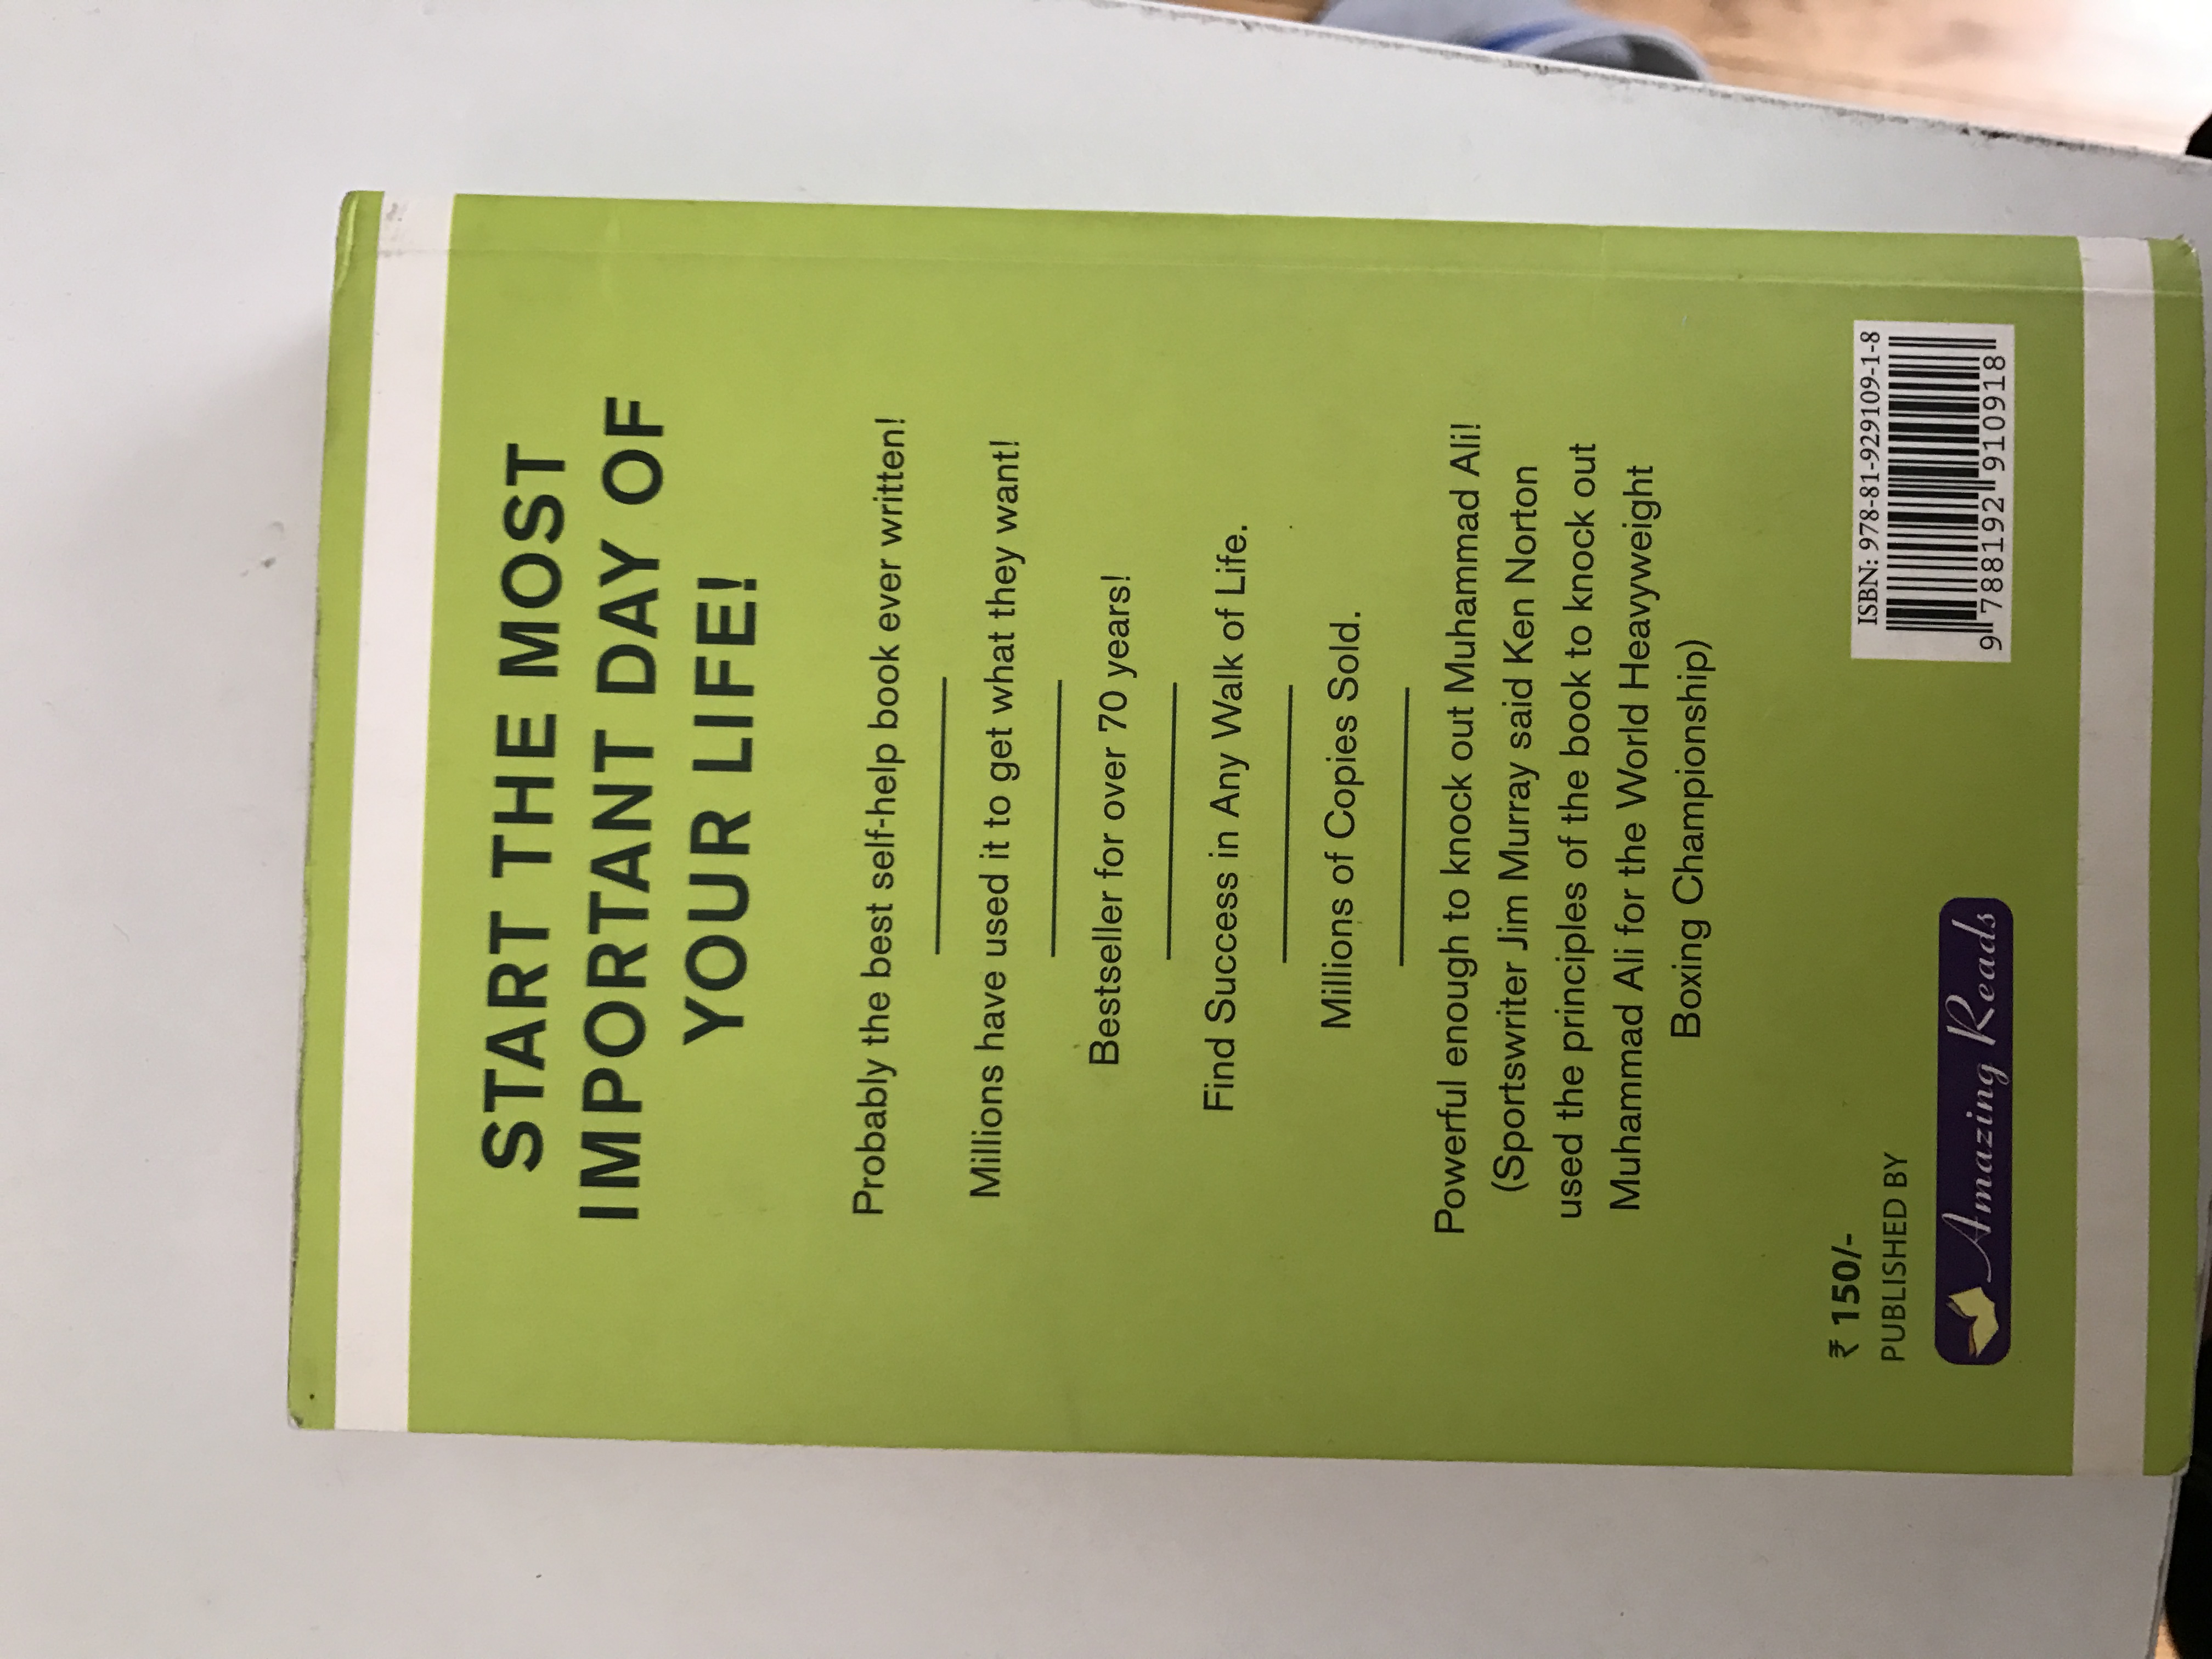 START THE MOST
IMPORTANT DAY OF
YOUR LIFE!
Probably the best self-help book ever written!
Millions have used it to get what they want!
Bestseller for over 70 years!
Find Success in Any Walk of Life.
Millions of Copies Sold.
Powerful enough to knock out Muhammad Ali!
(Sportswriter Jim Murray said Ken Norton
used the principles of the book to knock out
Muhammad Ali for the World Heavyweight
Boxing Championship)
₹ 150/-
PUBLISHED BY
Amazing Reads
ISBN: 978-81-929109-1-8
9 788192 910918